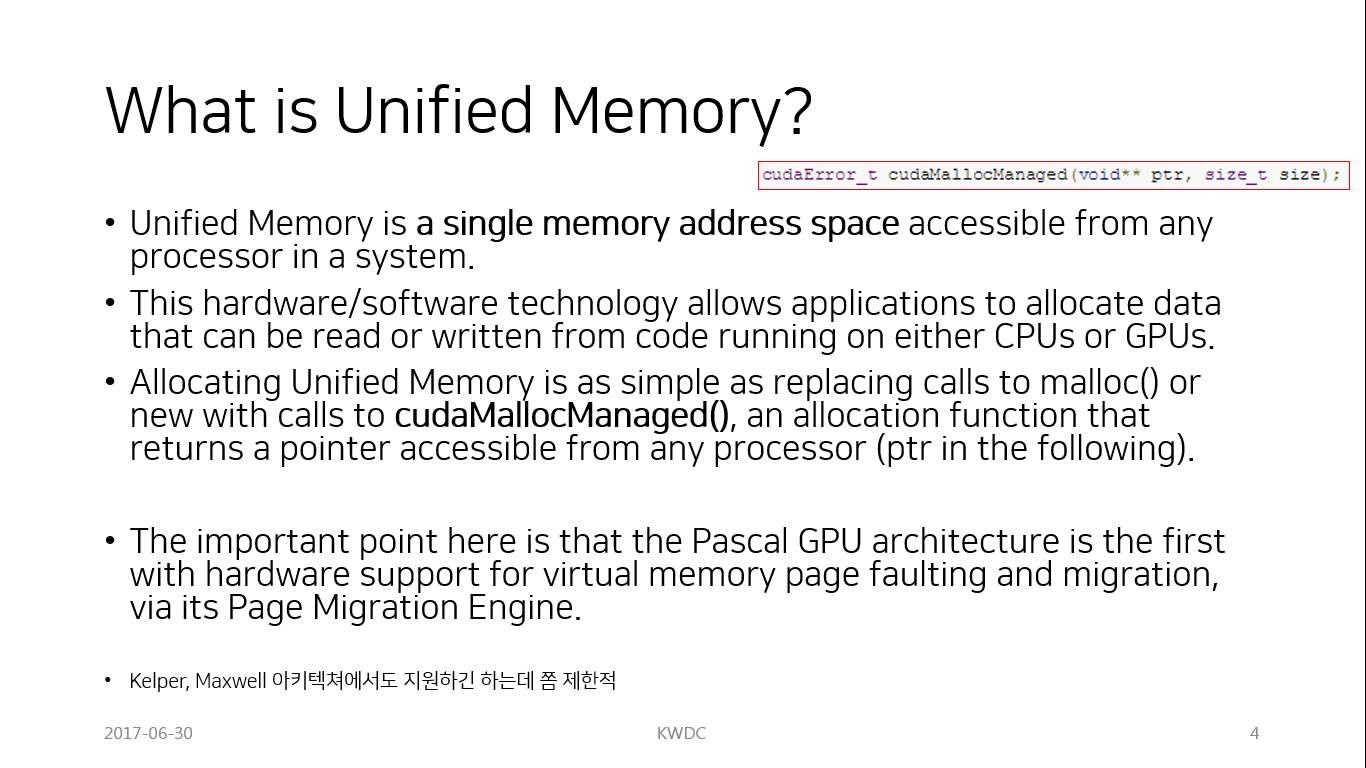 What is Unified Memory?
cudaError_t cudaMallocManaged(void** ptr, size_t size);
• Unified Memory is a single memory address space accessible from any
processor in a system.
• This hardware/software technology allows applications to allocate data
that can be read or written from code running on either CPUs or GPUs.
• Allocating Unified Memory is as simple as replacing calls to malloc() or
new with calls to cudaMallocManaged(), an allocation function that
returns a pointer accessible from any processor (ptr in the following).
• The important point here is that the Pascal GPU architecture is the first
with hardware support for virtual memory page faulting and migration,
via its Page Migration Engine.
• Kelper, Maxwell 아키텍쳐에서도 지원하긴 하는데 쫌 제한적
2017-06-30
KWDC
4